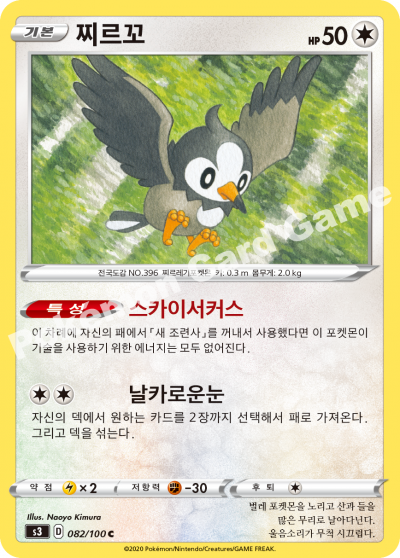 기본 찌르꼬 HP 50
전국도감 NO.396 찌르레기포켓몬 키: 0.3 m 몸무게: 2.0 kg
특성 스카이서커스
이 차례에 자신의 패에서 「새 조련사」를 꺼내서 사용했다면 이 포켓몬이
기술을 사용하기 위한 에너지는 모두 없어진다.
날카로운눈
자신의 덱에서 원하는 카드를 2장까지 선택해서 패로 가져온다.
그리고 덱을 섞는다.
약점 ×2 저항력 -30 후퇴
Illus. Naoyo Kimura
s3 D 082/100 C
벌레 포켓몬을 노리고 산과 들을
많은 무리로 날아다닌다.
울음소리가 무척 시끄럽다.
©2020 Pokémon/Nintendo/Creatures/GAME FREAK.
Pokémon Card Game